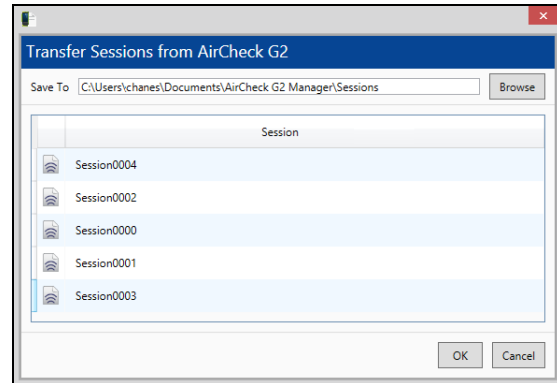 Transfer Sessions from AirCheck G2
Save To C:\Users\chanes\Documents\AirCheck G2 Manager\Sessions Browse
Session
Session0004
Session0002
Session0000
Session0001
Session0003
OK Cancel